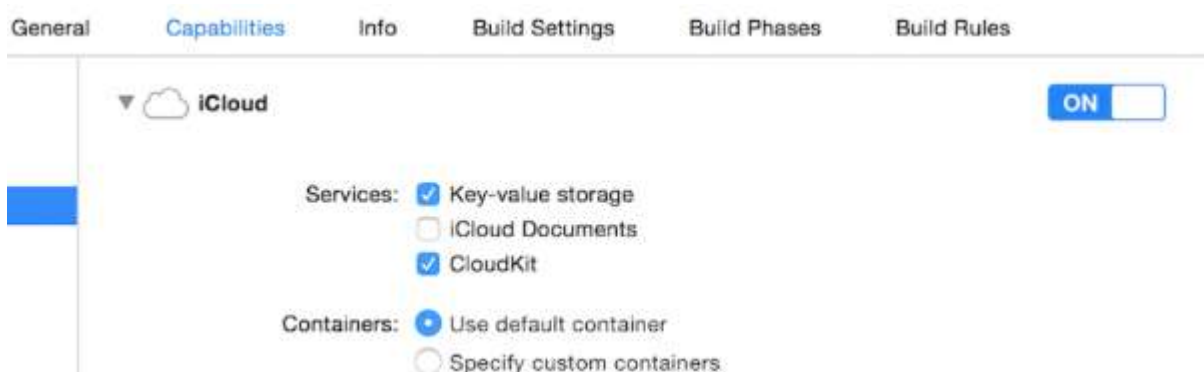 General Capabilities Info Build Settings Build Phases Build Rules
iCloud ON
Services: Key-value storage
iCloud Documents
CloudKit
Containers: Use default container
Specify custom containers